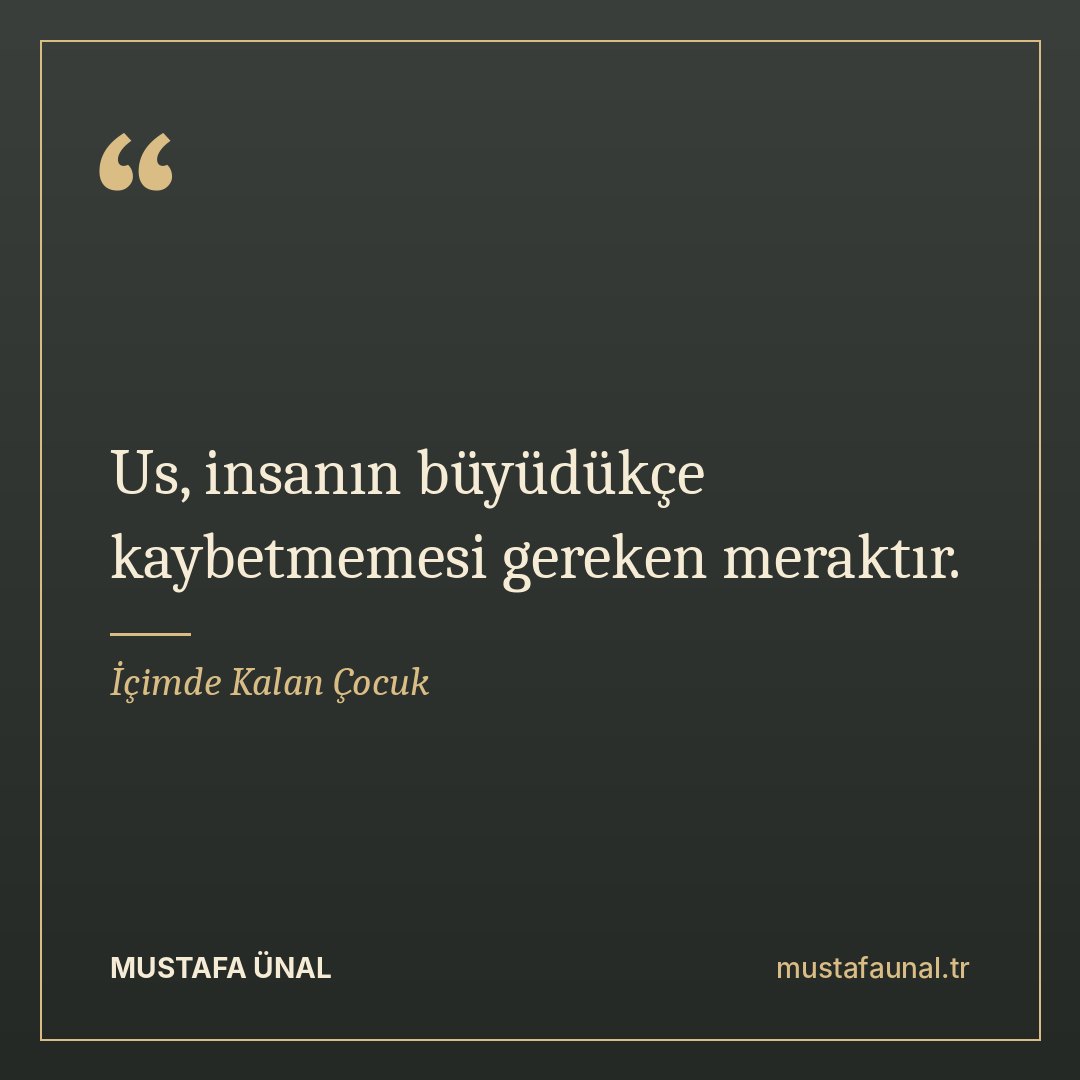 “
Us, insanın büyüdükçe
kaybetmemesi gereken meraktır.
İçimde Kalan Çocuk
MUSTAFA ÜNAL
mustafaunal.tr